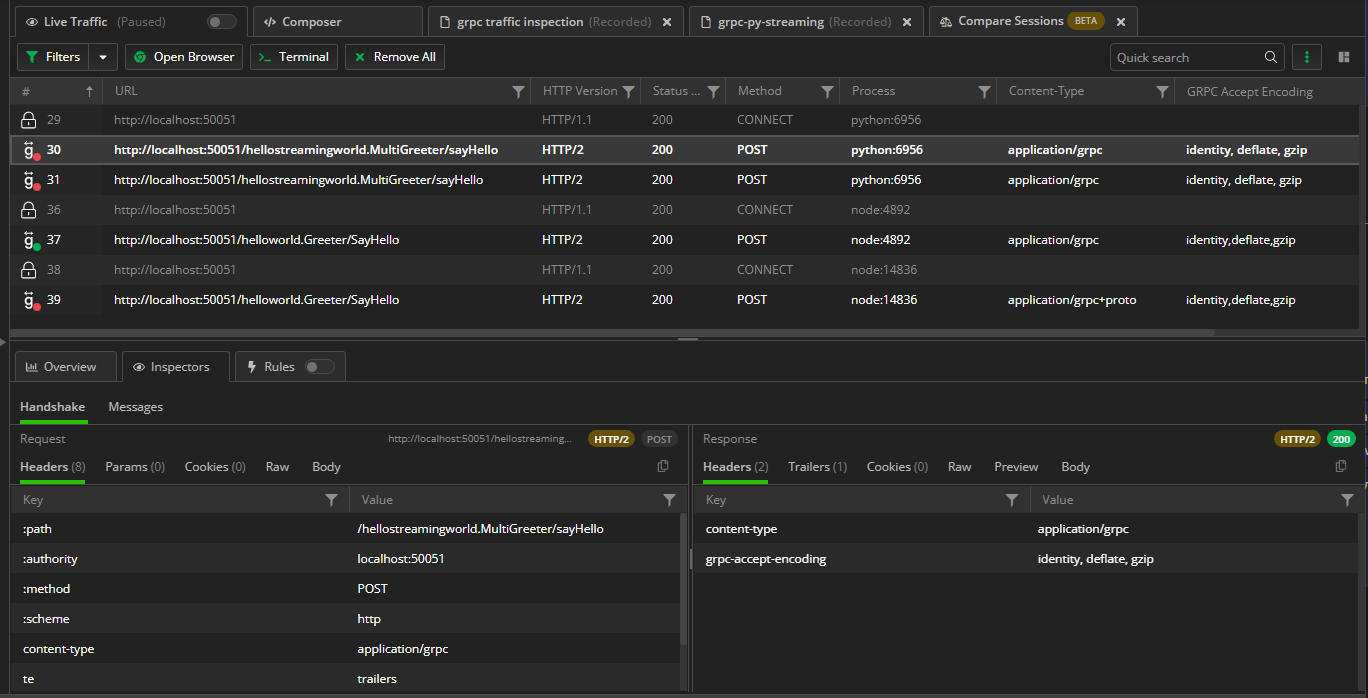 Live Traffic (Paused) Composer grpc traffic inspection (Recorded) grpc-py-streaming (Recorded) Compare Sessions BETA
Filters Open Browser Terminal Remove All Quick search
# URL HTTP Version Status ... Method Process Content-Type GRPC Accept Encoding
29 http://localhost:50051 HTTP/1.1 200 CONNECT python:6956
30 http://localhost:50051/hellostreamingworld.MultiGreeter/sayHello HTTP/2 200 POST python:6956 application/grpc identity, deflate, gzip
31 http://localhost:50051/hellostreamingworld.MultiGreeter/sayHello HTTP/2 200 POST python:6956 application/grpc identity, deflate, gzip
36 http://localhost:50051 HTTP/1.1 200 CONNECT node:4892
37 http://localhost:50051/helloworld.Greeter/SayHello HTTP/2 200 POST node:4892 application/grpc identity,deflate,gzip
38 http://localhost:50051 HTTP/1.1 200 CONNECT node:14836
39 http://localhost:50051/helloworld.Greeter/SayHello HTTP/2 200 POST node:14836 application/grpc+proto identity,deflate,gzip
Overview Inspectors Rules
Handshake Messages
Request http://localhost:50051/hellostreaming... HTTP/2 POST
Headers (8) Params (0) Cookies (0) Raw Body
Key Value
:path /hellostreamingworld.MultiGreeter/sayHello
:authority localhost:50051
:method POST
:scheme http
content-type application/grpc
te trailers
Response HTTP/2 200
Headers (2) Trailers (1) Cookies (0) Raw Preview Body
Key Value
content-type application/grpc
grpc-accept-encoding identity, deflate, gzip